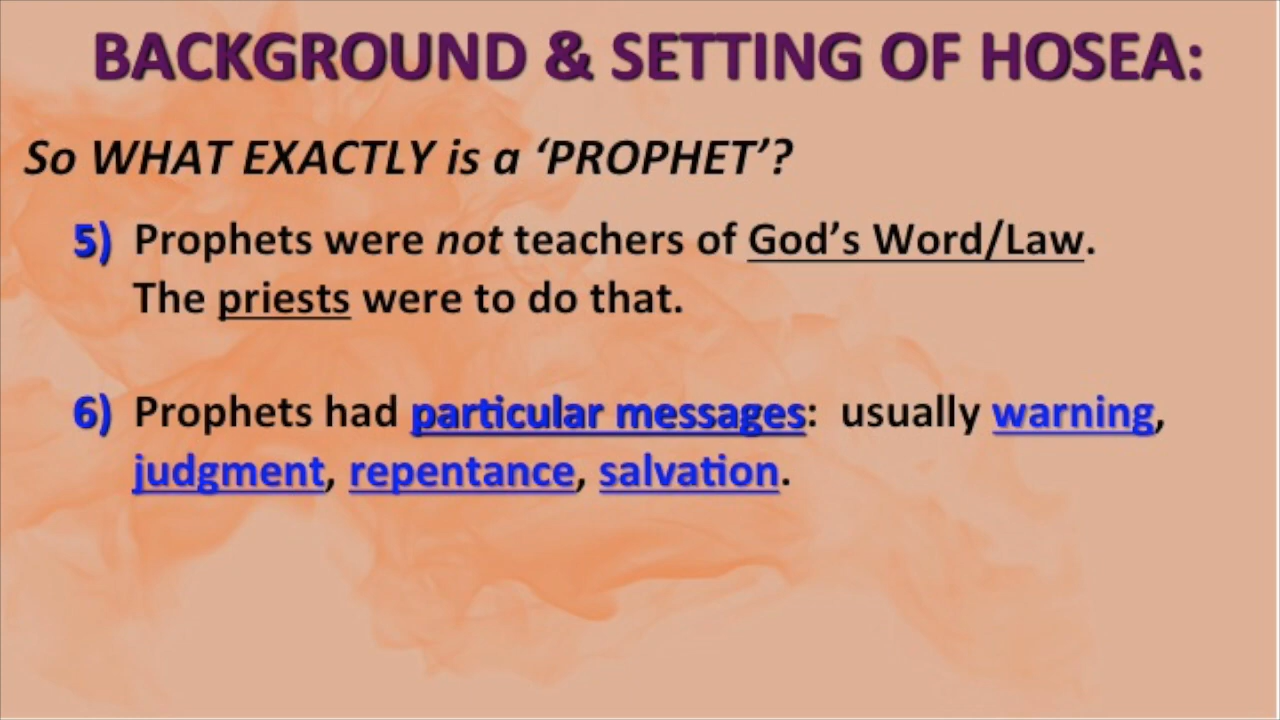 BACKGROUND & SETTING OF HOSEA:
So WHAT EXACTLY is a ‘PROPHET’?
5) Prophets were not teachers of God’s Word/Law.
The priests were to do that.
6) Prophets had particular messages: usually warning,
judgment, repentance, salvation.